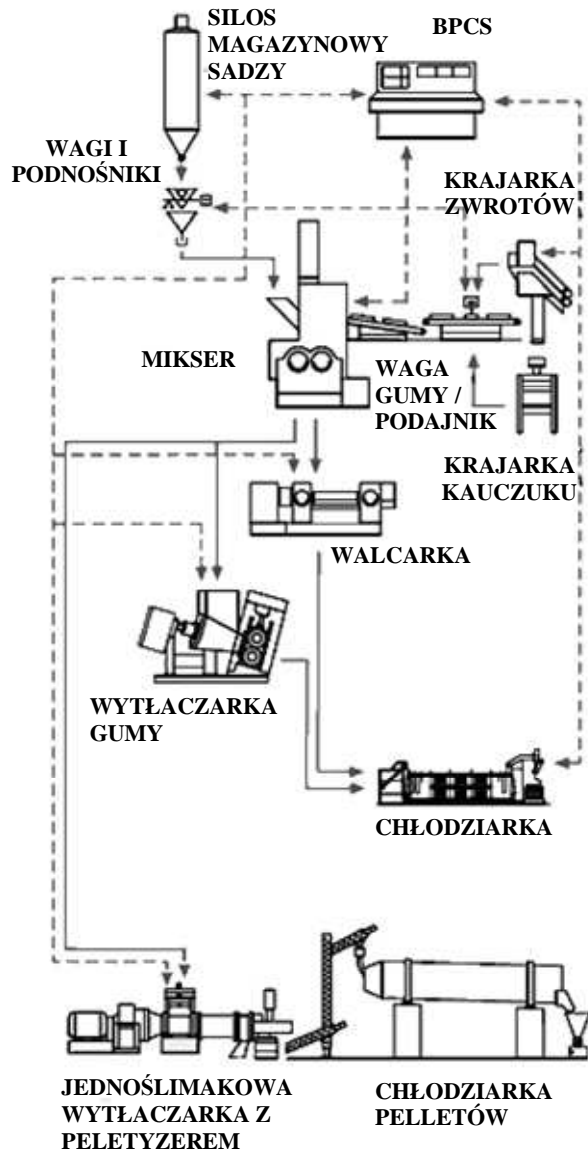 SILOS
MAGAZYNOWY
SADZY
BPCS
WAGI I
PODNOŚNIKI
KRAJARKA
ZWROTÓW
MIKSER
WAGA
GUMY /
PODAJNIK
KRAJARKA
KAUCZUKU
WALCARKA
WYTŁACZARKA
GUMY
CHŁODZIARKA
JEDNOŚLIMAKOWA
WYTŁACZARKA Z
PELETYZEREM
CHŁODZIARKA
PELLETÓW